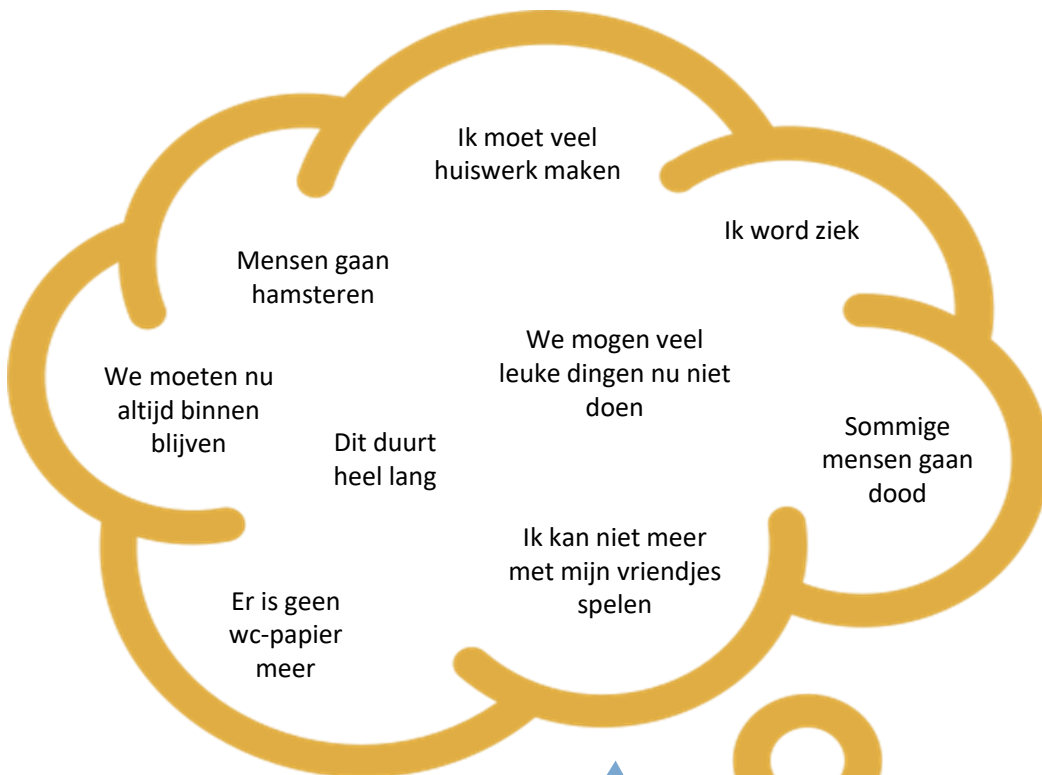 Ik moet veel
huiswerk maken
Ik word ziek
Mensen gaan
hamsteren
We mogen veel
leuke dingen nu niet
doen
We moeten nu
altijd binnen
blijven
Dit duurt
heel lang
Sommige
mensen gaan
dood
Ik kan niet meer
met mijn vriendjes
spelen
Er is geen
wc-papier
meer